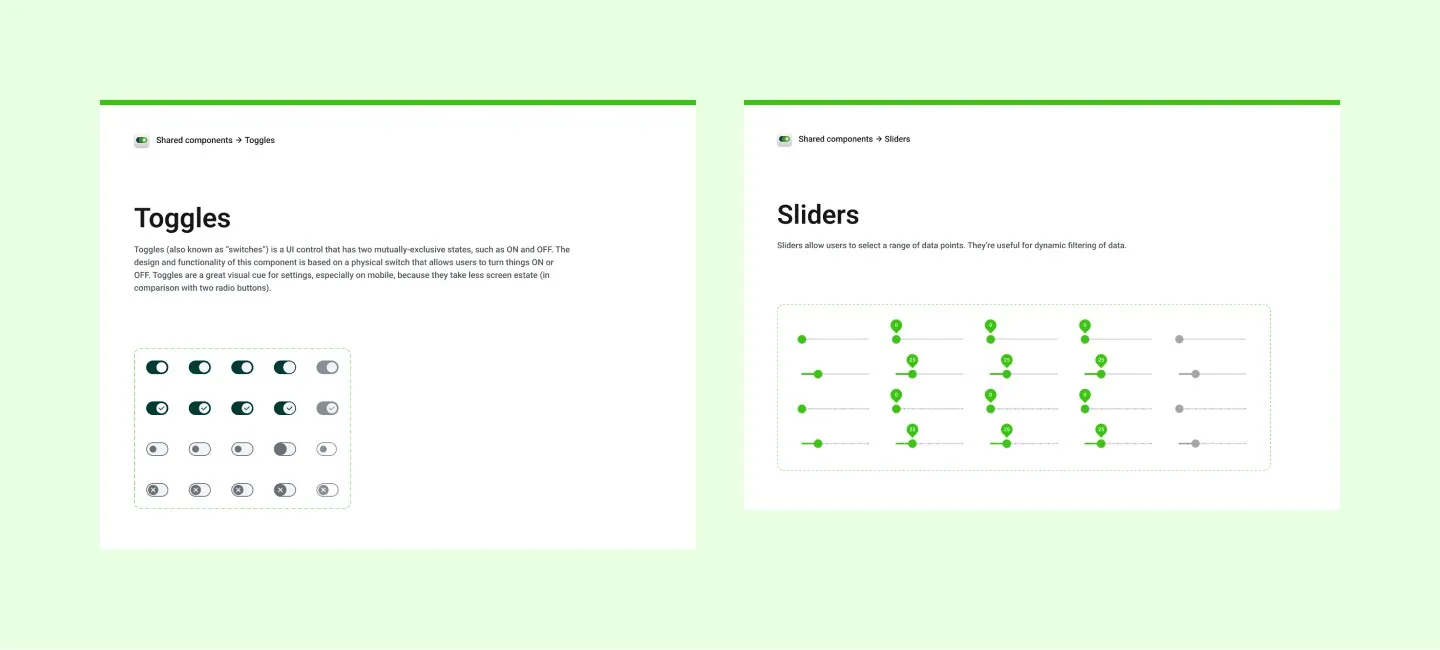 Shared components → Toggles
Toggles
Toggles (also known as “switches”) is a UI control that has two mutually-exclusive states, such as ON and OFF. The
design and functionality of this component is based on a physical switch that allows users to turn things ON or
OFF. Toggles are a great visual cue for settings, especially on mobile, because they take less screen estate (in
comparison with two radio buttons).
Shared components → Sliders
Sliders
Sliders allow users to select a range of data points. They’re useful for dynamic filtering of data.
0 0 0
25 25 25
0 0 0
25 25 25